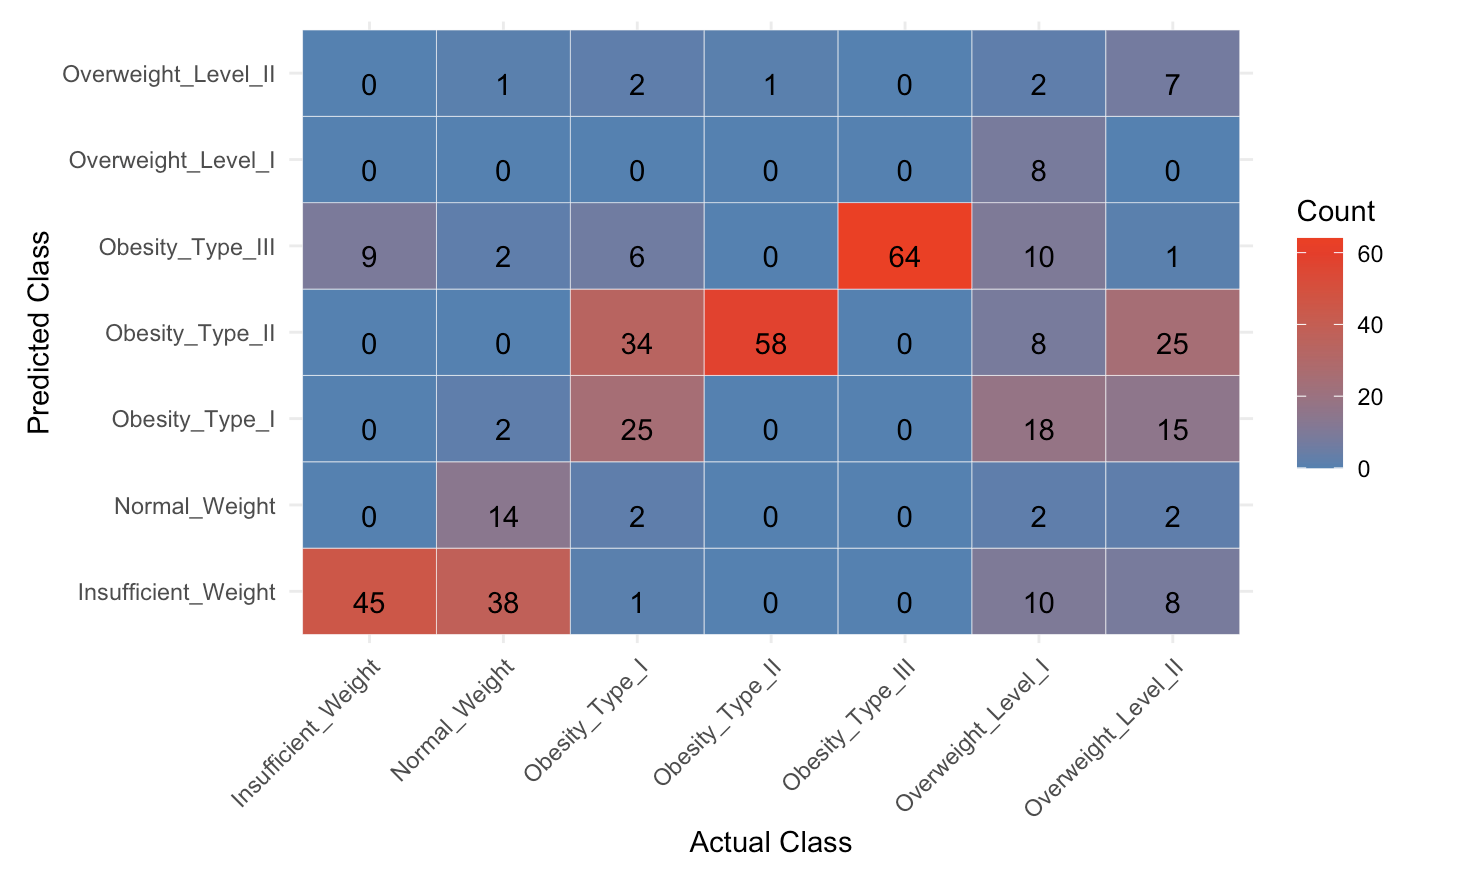 Predicted Class
Overweight_Level_II 0 1 2 1 0 2 7
Overweight_Level_I 0 0 0 0 0 8 0
Obesity_Type_III 9 2 6 0 64 10 1
Obesity_Type_II 0 0 34 58 0 8 25
Obesity_Type_I 0 2 25 0 0 18 15
Normal_Weight 0 14 2 0 0 2 2
Insufficient_Weight 45 38 1 0 0 10 8
Insufficient_Weight
Normal_Weight
Obesity_Type_I
Obesity_Type_II
Obesity_Type_III
Overweight_Level_I
Overweight_Level_II
Actual Class
Count
60
40
20
0